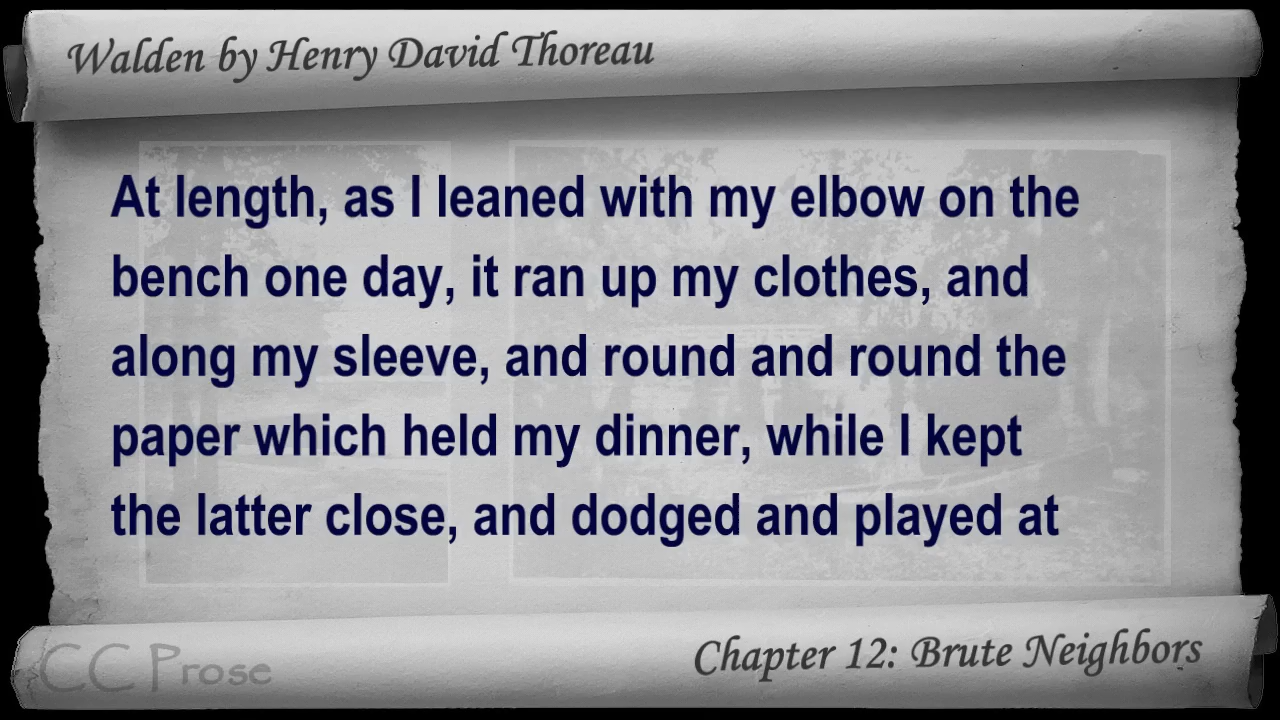 Walden by Henry David Thoreau
At length, as I leaned with my elbow on the
bench one day, it ran up my clothes, and
along my sleeve, and round and round the
paper which held my dinner, while I kept
the latter close, and dodged and played at
CC Prose
Chapter 12: Brute Neighbors